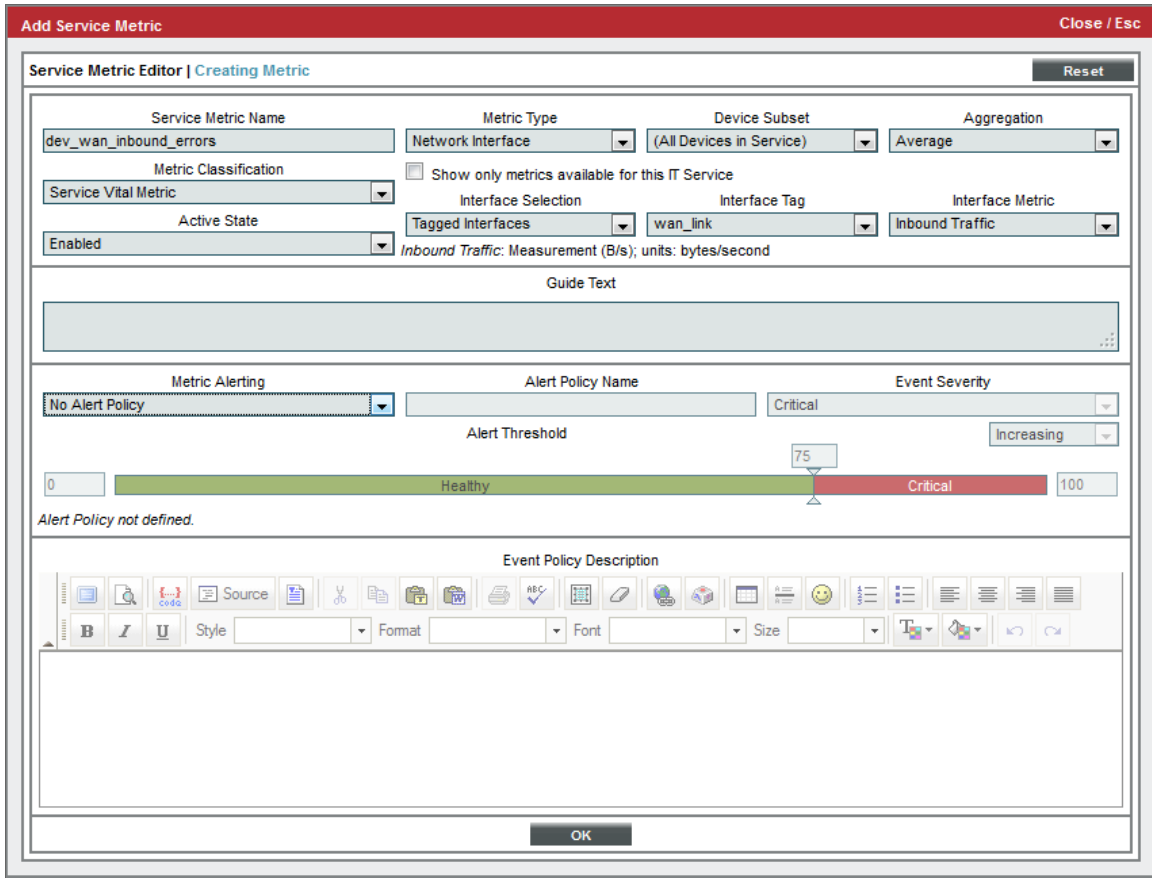 Add Service Metric Close / Esc
Service Metric Editor | Creating Metric Reset
Service Metric Name Metric Type Device Subset Aggregation
dev_wan_inbound_errors Network Interface (All Devices in Service) Average
Metric Classification Show only metrics available for this IT Service
Service Vital Metric Interface Selection Interface Tag Interface Metric
Active State Tagged Interfaces wan_link Inbound Traffic
Enabled Inbound Traffic: Measurement (B/s); units: bytes/second
Guide Text
Metric Alerting Alert Policy Name Event Severity
No Alert Policy Critical
Alert Threshold Increasing
75
0 Healthy Critical 100
Alert Policy not defined.
Event Policy Description
{...} code Source ABC
B I U Style Format Font Size
OK